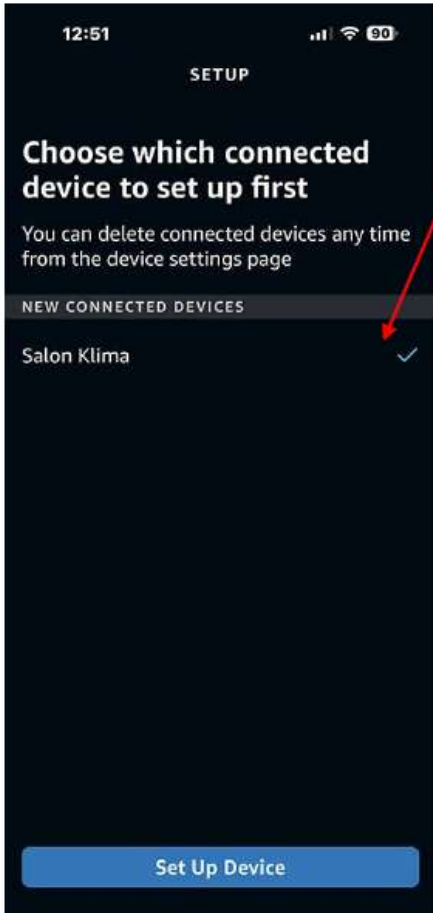 12:51
90
SETUP
Choose which connected
device to set up first
You can delete connected devices any time
from the device settings page
NEW CONNECTED DEVICES
Salon Klima
Set Up Device